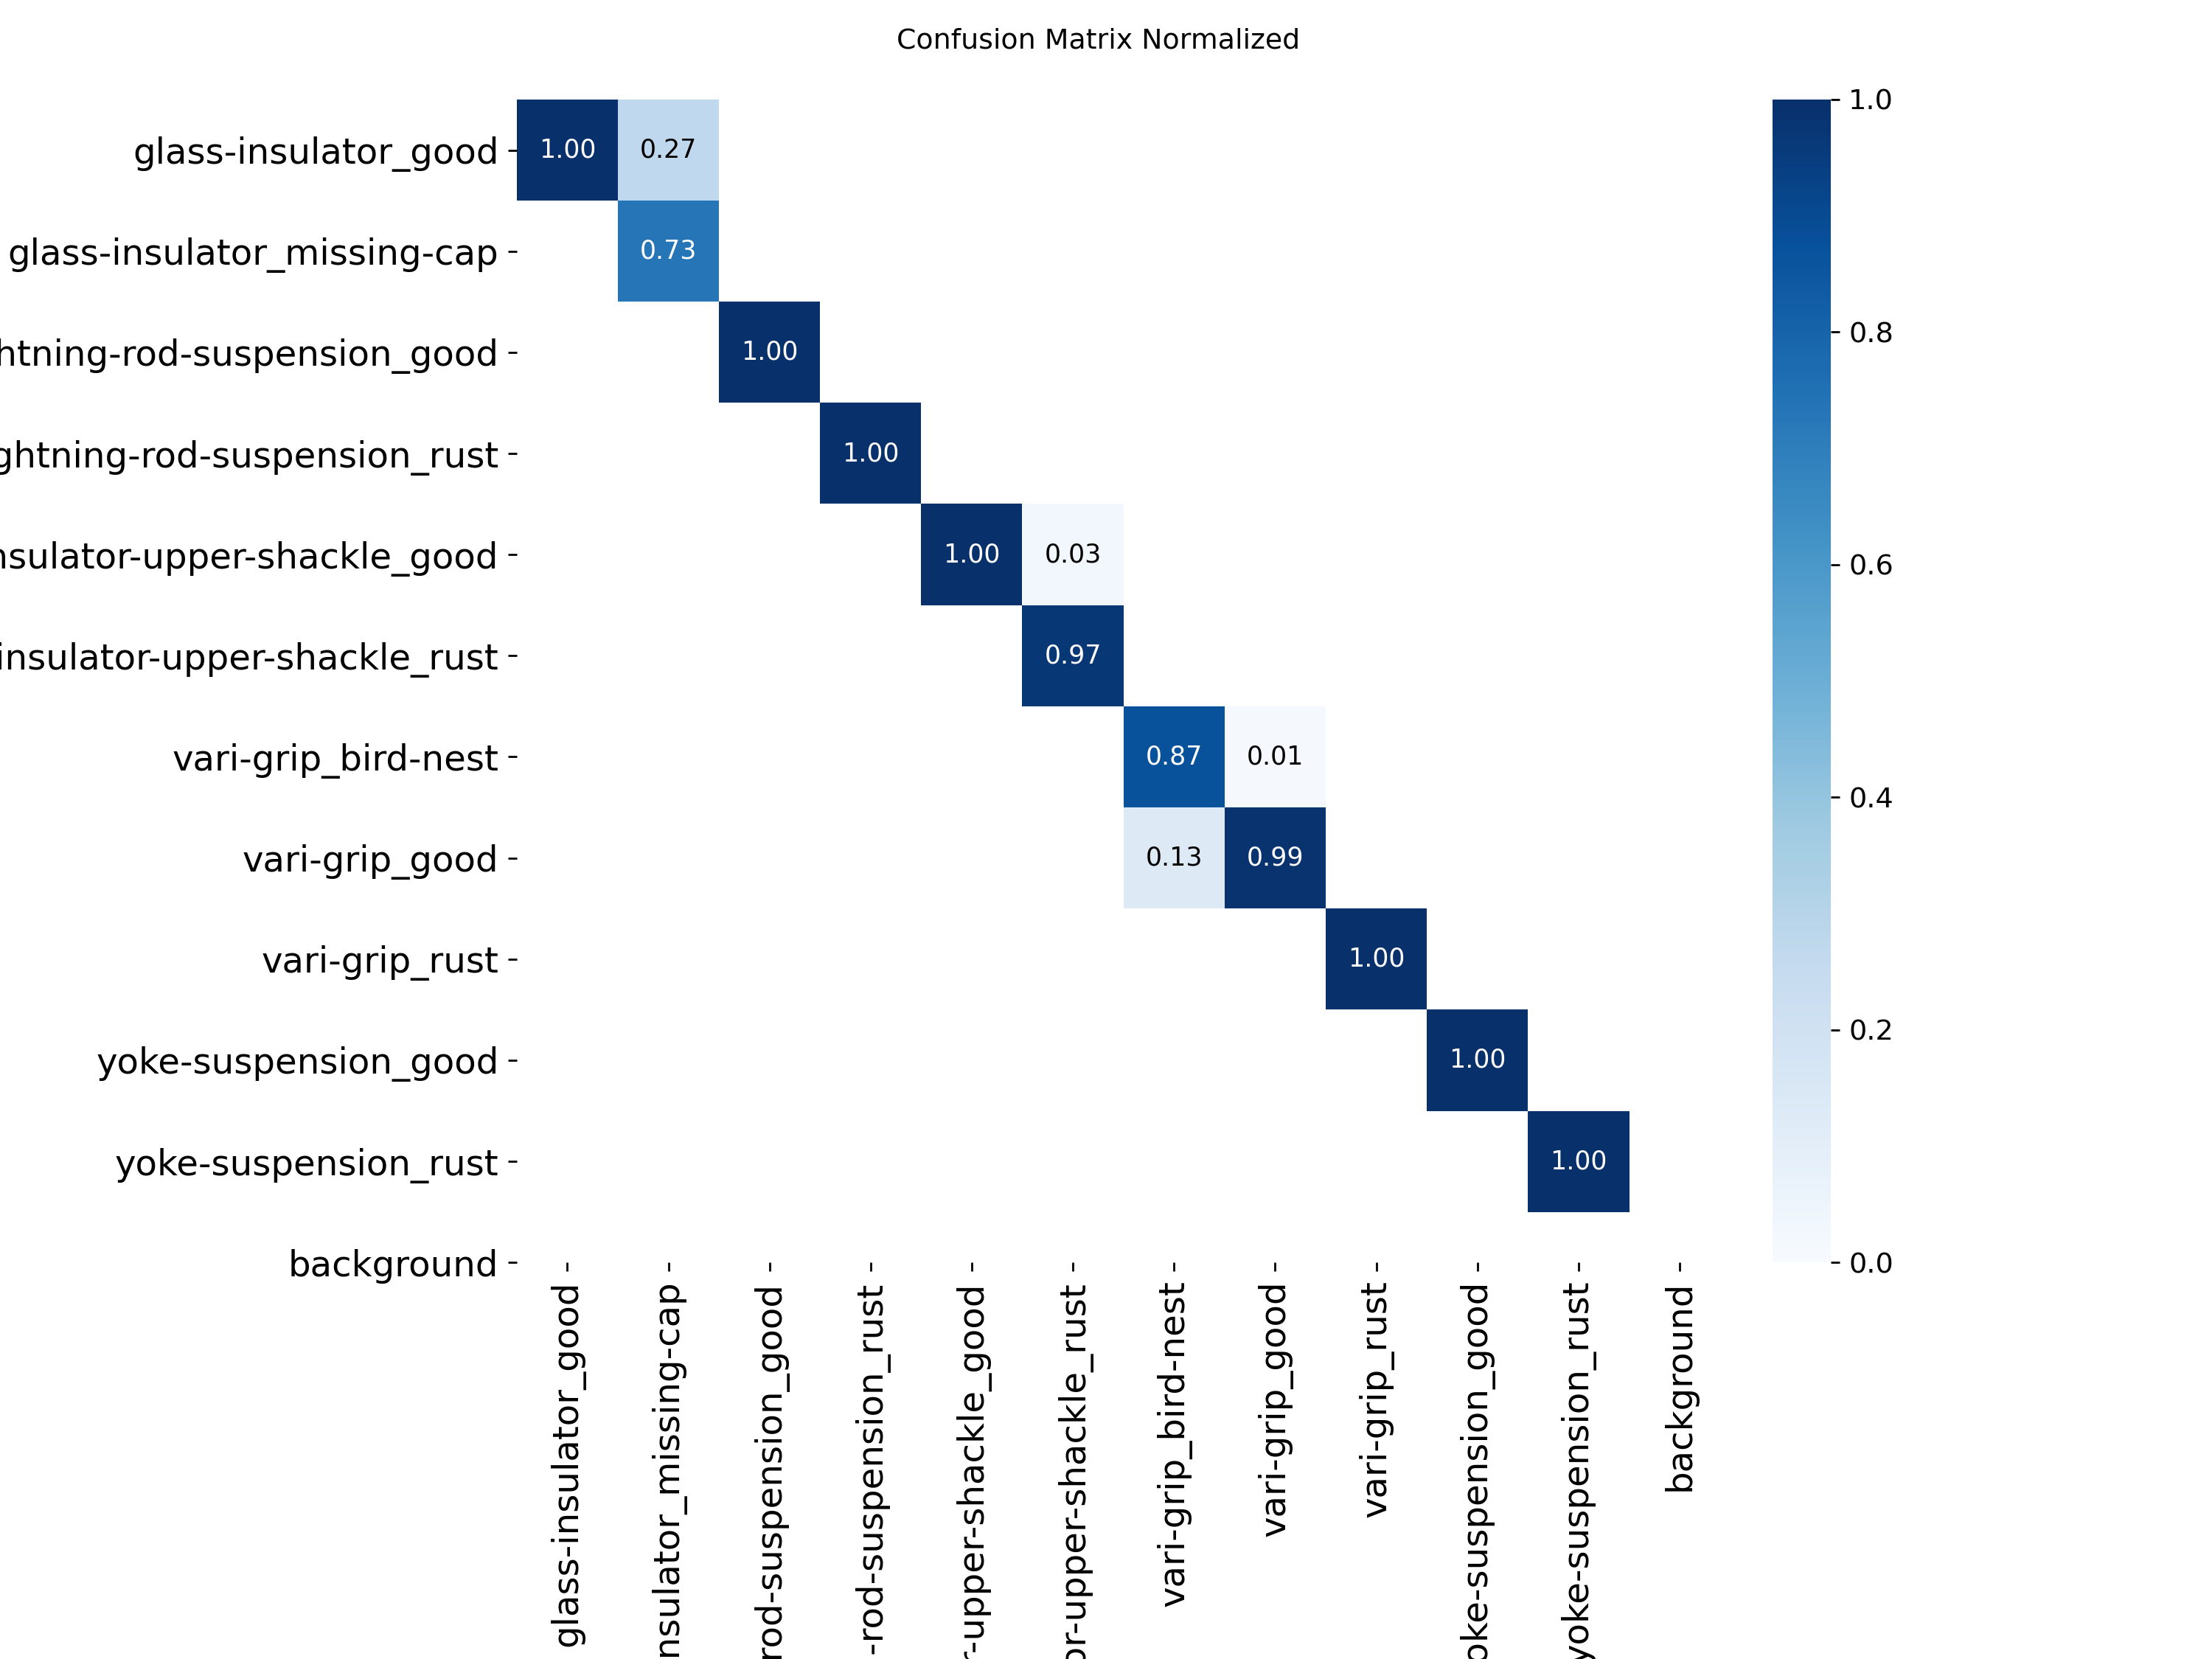 Confusion Matrix Normalized
glass-insulator_good
1.00
0.27
1.0
glass-insulator_missing-cap
0.73
htning-rod-suspension_good
1.00
0.8
ghtning-rod-suspension_rust
1.00
nsulator-upper-shackle_good
1.00
0.03
0.6
insulator-upper-shackle_rust
0.97
vari-grip_bird-nest
0.87
0.01
0.4
vari-grip_good
0.13
0.99
vari-grip_rust
1.00
yoke-suspension_good
1.00
0.2
yoke-suspension_rust
1.00
background
0.0
glass-insulator_good
nsulator_missing-cap
rod-suspension_good
-rod-suspension_rust
r-upper-shackle_good
or-upper-shackle_rust
vari-grip_bird-nest
vari-grip_good
vari-grip_rust
oke-suspension_good
yoke-suspension_rust
background